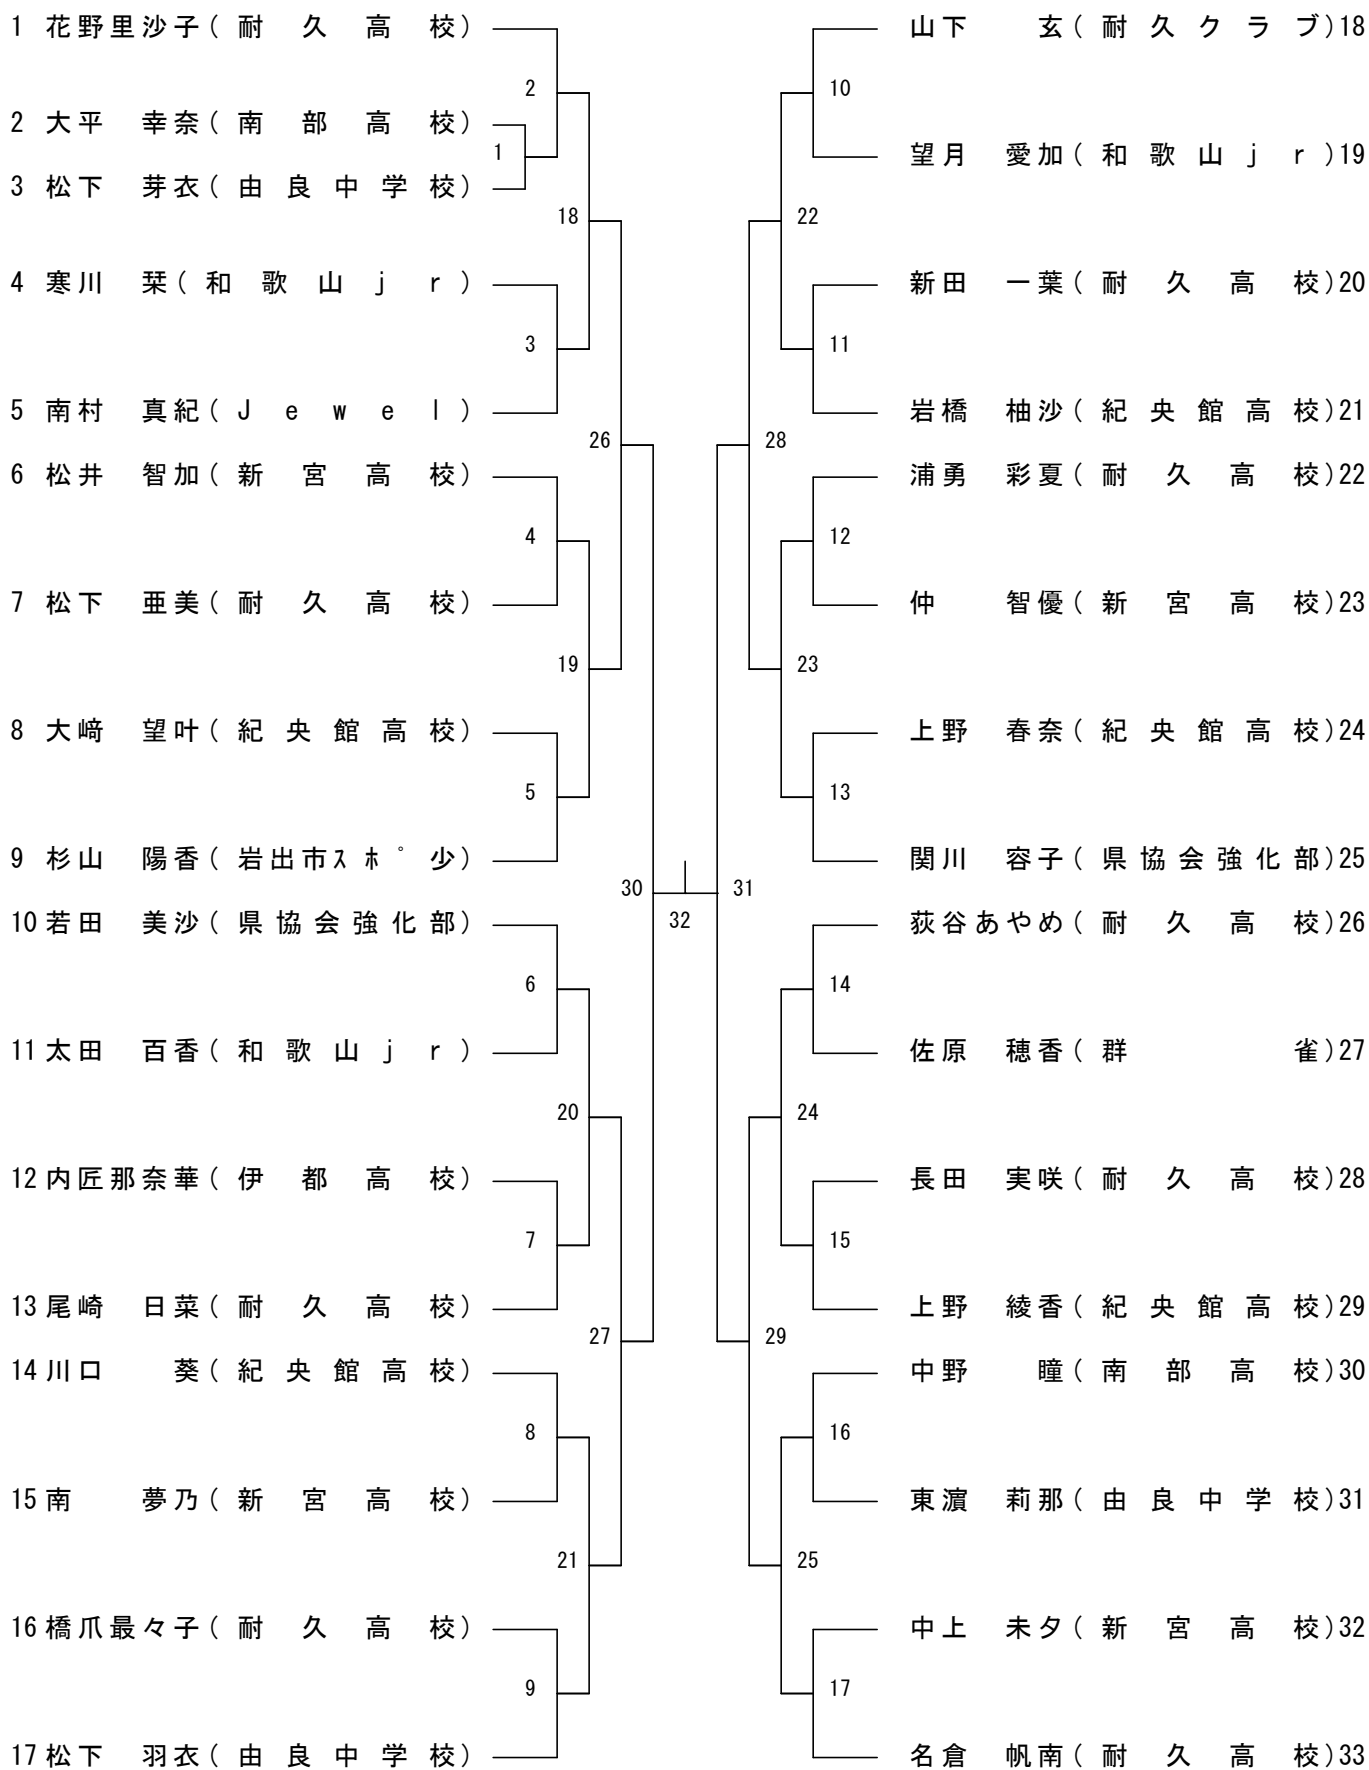 1 花野里沙子(耐久高校)
2
2 大平 幸奈(南部高校)
1
3 松下 芽衣(由良中学校)
18
4 寒川 栞(和歌山jr)
3
5 南村 真紀(Jewel)
26
6 松井 智加(新宮高校)
4
7 松下 亜美(耐久高校)
19
8 大﨑 望叶(紀央館高校)
5
9 杉山 陽香(岩出市スポ少)
30
10 若田 美沙(県協会強化部)
6
11 太田 百香(和歌山jr)
20
12 内匠那奈華(伊都高校)
7
13 尾崎 日菜(耐久高校)
27
14 川口 葵(紀央館高校)
8
15 南 夢乃(新宮高校)
21
16 橋爪最々子(耐久高校)
9
17 松下 羽衣(由良中学校)
32
山下 玄(耐久クラブ)18
10
望月 愛加(和歌山jr)19
22
新田 一葉(耐久高校)20
11
岩橋 柚沙(紀央館高校)21
28
浦勇 彩夏(耐久高校)22
12
仲 智優(新宮高校)23
23
上野 春奈(紀央館高校)24
13
関川 容子(県協会強化部)25
31
荻谷あやめ(耐久高校)26
14
佐原 穂香(群雀)27
24
長田 実咲(耐久高校)28
15
上野 綾香(紀央館高校)29
29
中野 瞳(南部高校)30
16
東濵 莉那(由良中学校)31
25
中上 未夕(新宮高校)32
17
名倉 帆南(耐久高校)33